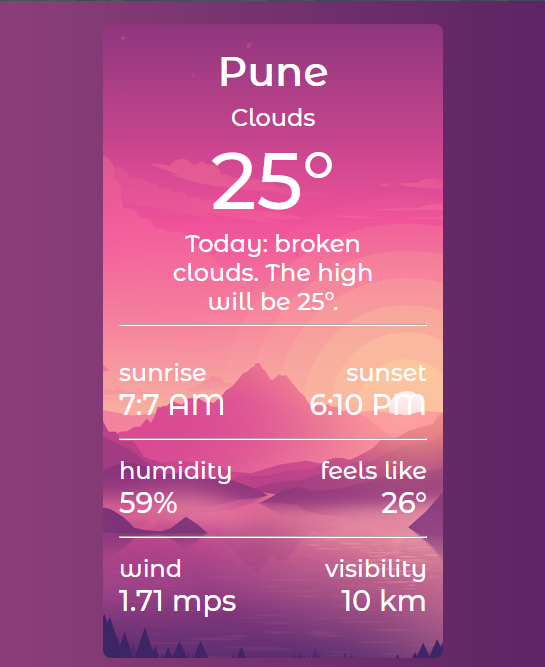 Pune
Clouds
25°
Today: broken
clouds. The high
will be 25°.
sunrise sunset
7:7 AM 6:10 PM
humidity feels like
59% 26°
wind visibility
1.71 mps 10 km